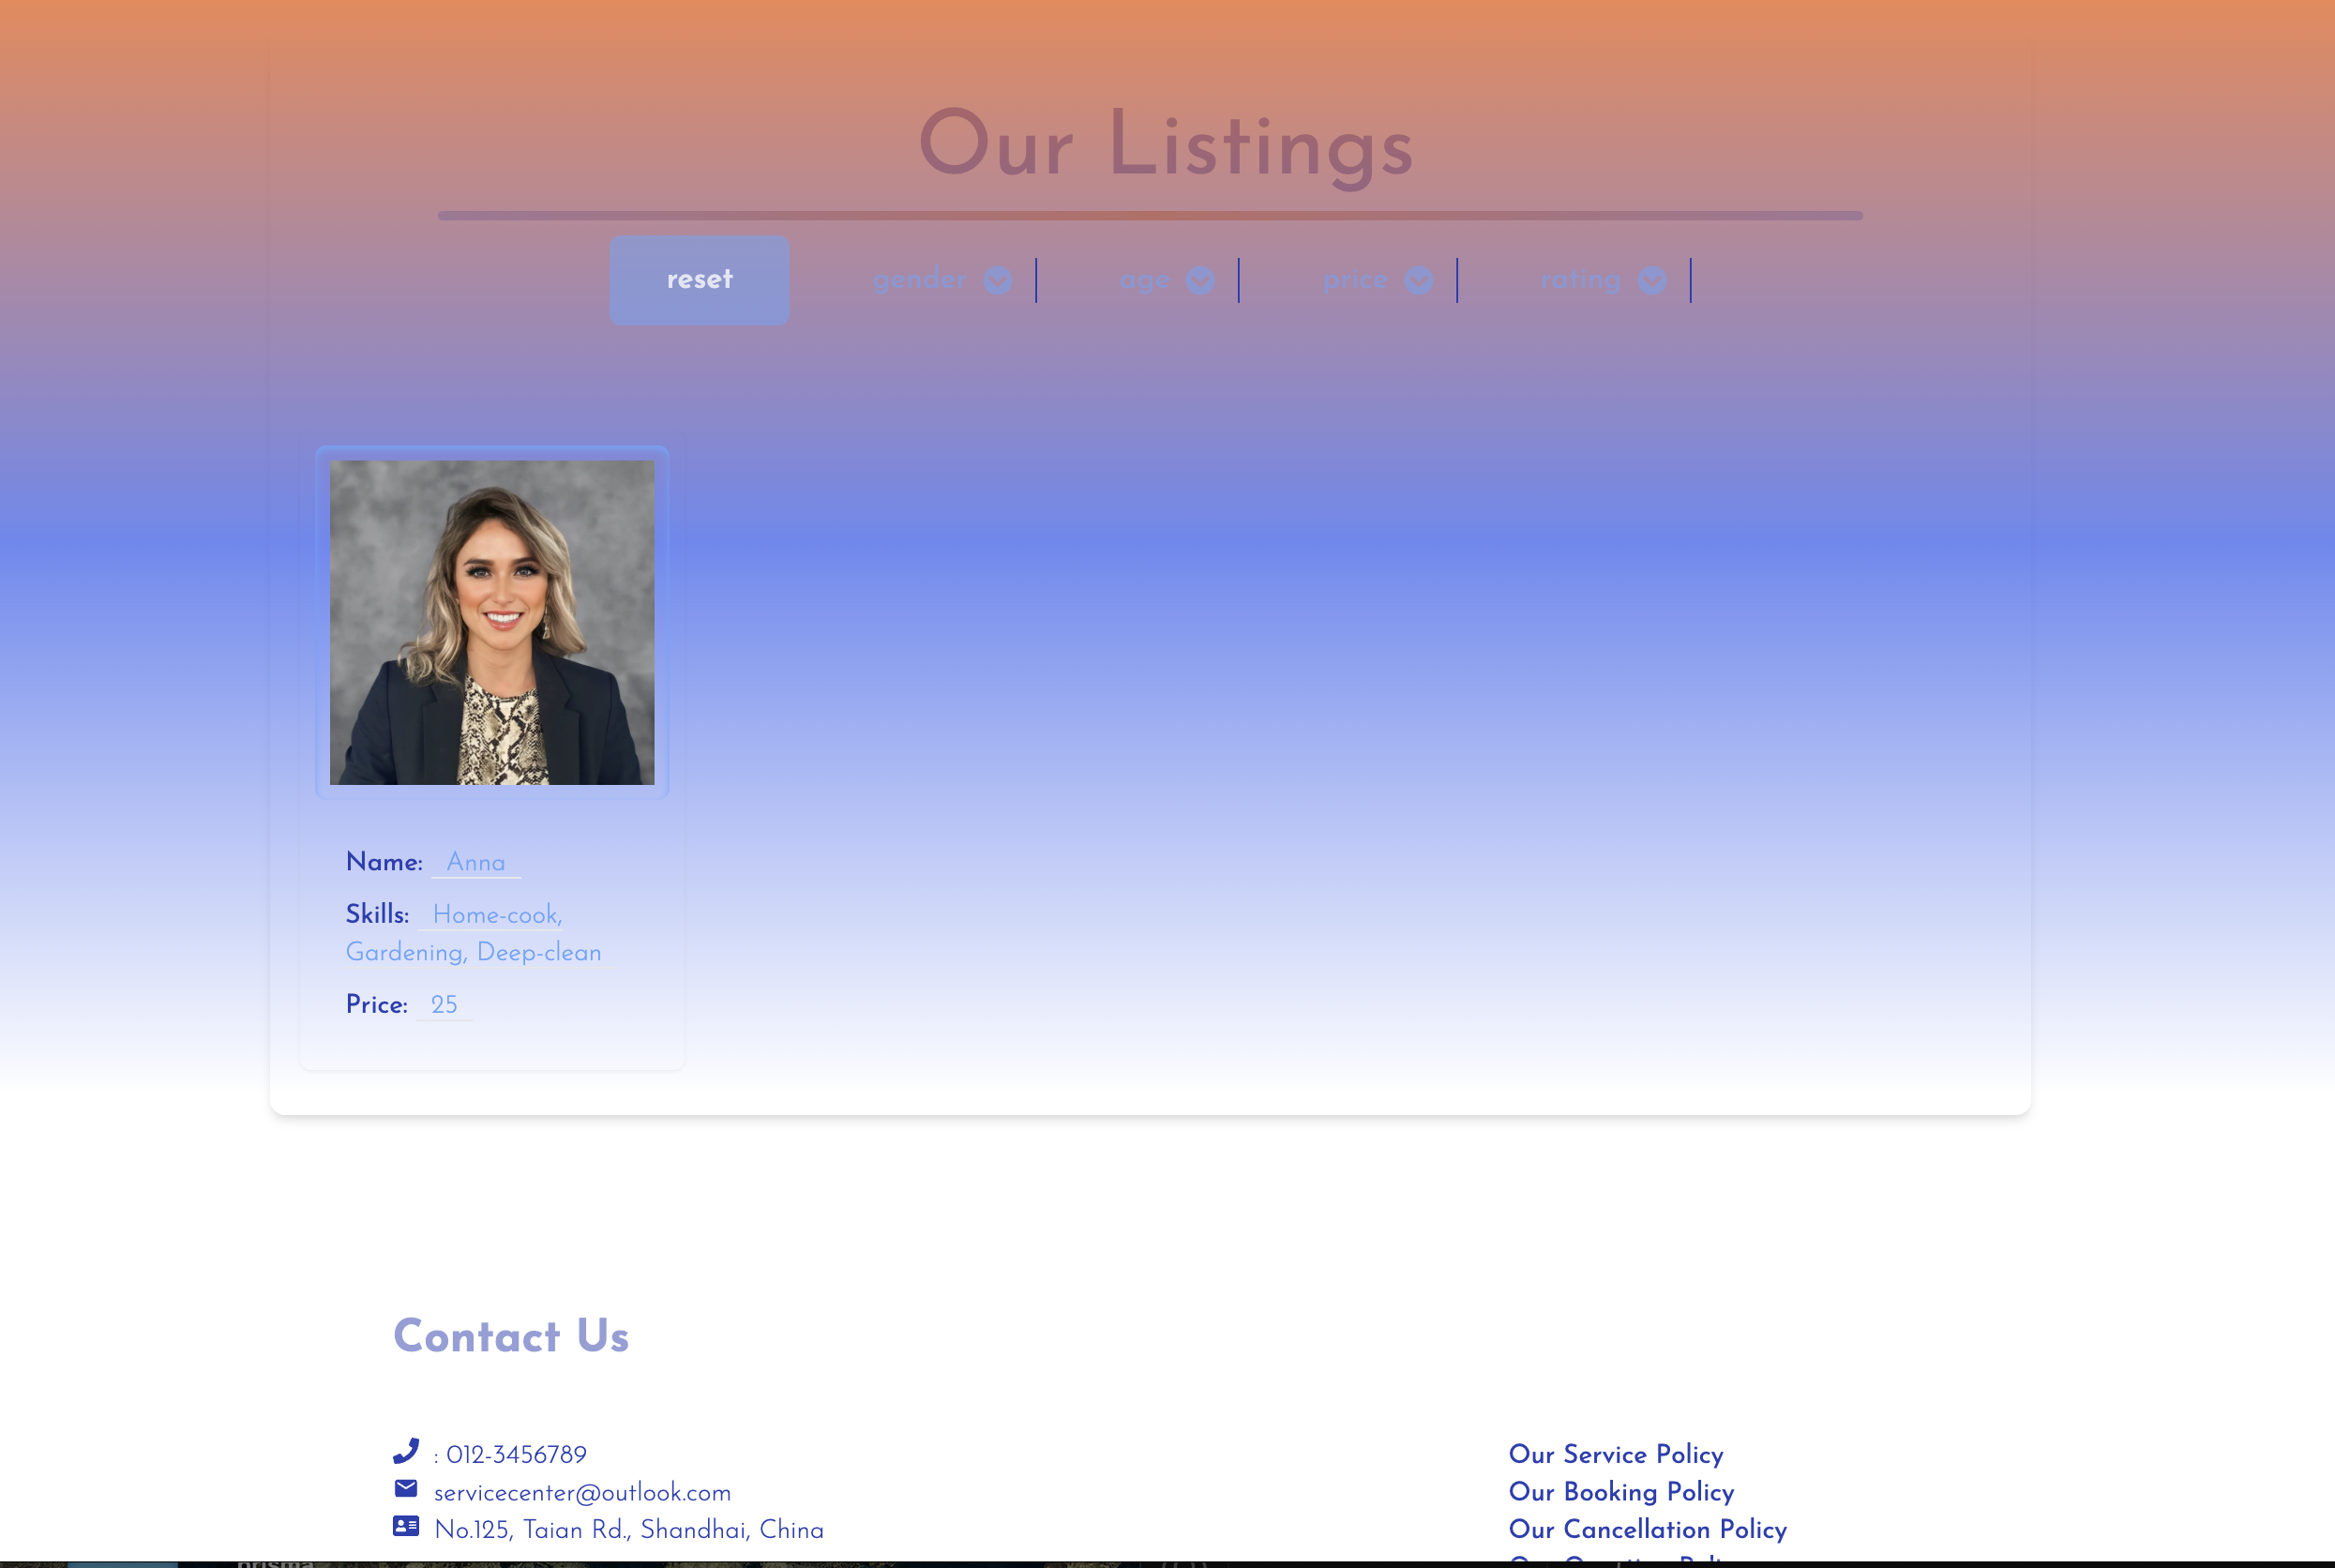 Our Listings
reset gender age price rating
Name: Anna
Skills: Home-cook,
Gardening, Deep-clean
Price: 25
Contact Us
: 012-3456789
servicecenter@outlook.com
No.125, Taian Rd., Shandhai, China
Our Service Policy
Our Booking Policy
Our Cancellation Policy
prisma